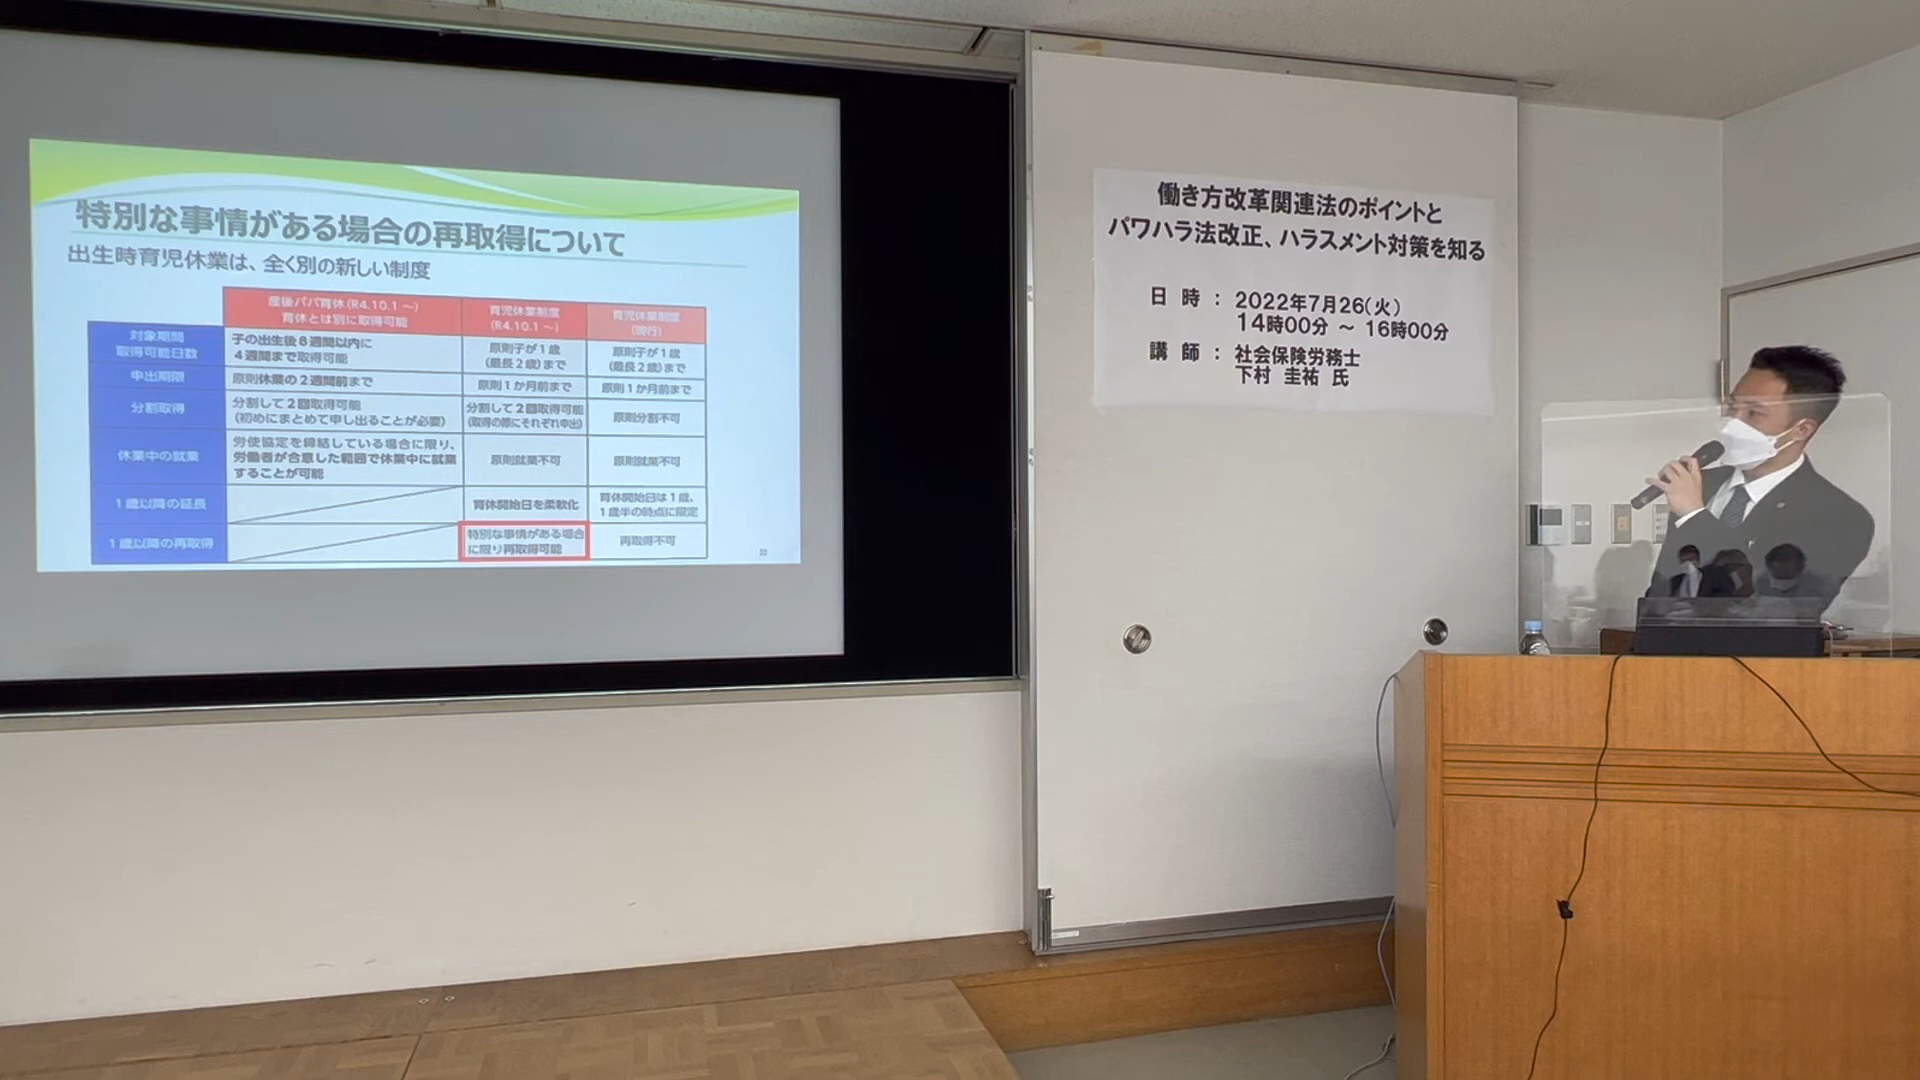 特別な事情がある場合の再取得について
出生時育児休業は、全く別の新しい制度
産後パパ育休(R4.10.1～)
育休とは別に取得可能
育児休業制度
(R4.10.1～)
育児休業制度
(現行)
対象期間
取得可能日数
子の出生後8週間以内に
4週間まで取得可能
原則子が1歳
(最長2歳)まで
原則子が1歳
(最長2歳)まで
申出期限
原則休業の2週間前まで
原則1か月前まで
原則1か月前まで
分割取得
分割して2回取得可能
(初めにまとめて申し出ることが必要)
分割して2回取得可能
(取得の際にそれぞれ申出)
原則分割不可
休業中の就業
労使協定を締結している場合に限り、
労働者が合意した範囲で休業中に就業
することが可能
原則就業不可
原則就業不可
1歳以降の延長
育休開始日を柔軟化
育休開始日は1歳、
1歳半の時点に限定
1歳以降の再取得
特別な事情がある場合
に限り再取得可能
再取得不可
働き方改革関連法のポイントと
パワハラ法改正、ハラスメント対策を知る
日 時 ： 2022年7月26(火)
14時00分 ～ 16時00分
講 師 ： 社会保険労務士
下村 圭祐 氏